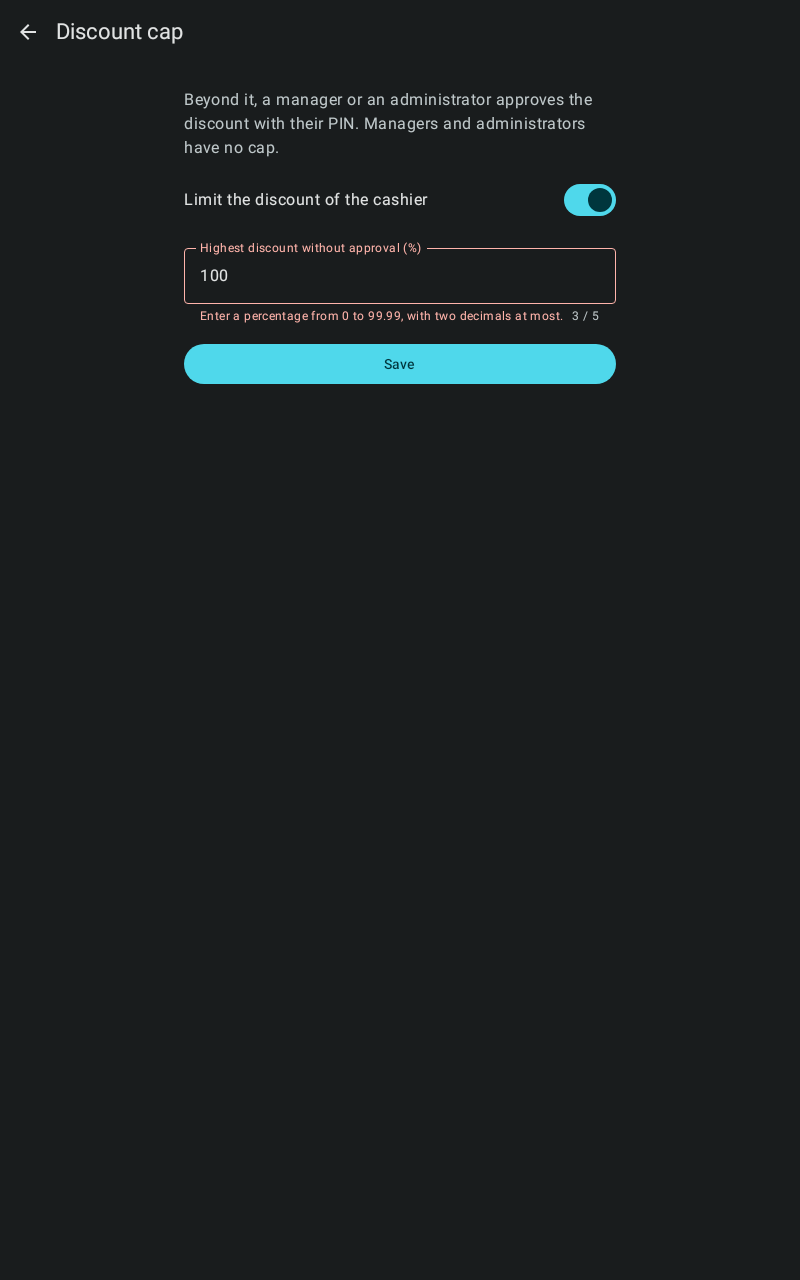 Discount cap
Beyond it, a manager or an administrator approves the
discount with their PIN. Managers and administrators
have no cap.
Limit the discount of the cashier
Highest discount without approval (%)
100
Enter a percentage from 0 to 99.99, with two decimals at most. 3 / 5
Save